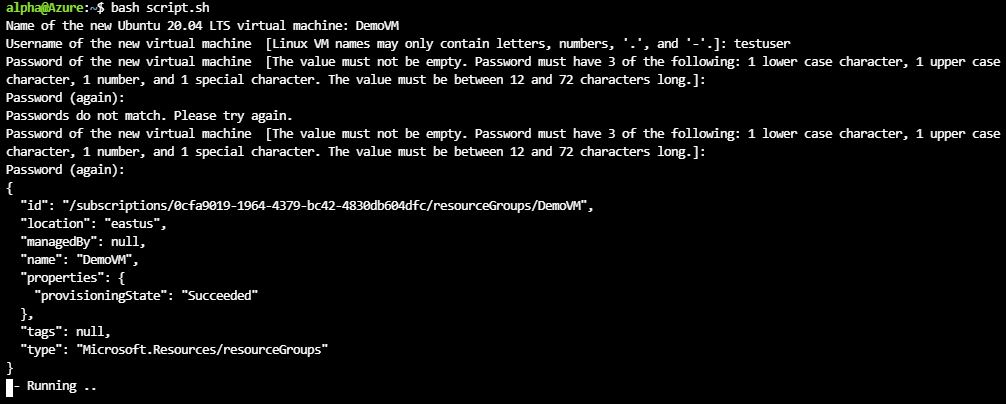 alpha@Azure:~$ bash script.sh
Name of the new Ubuntu 20.04 LTS virtual machine: DemoVM
Username of the new virtual machine  [Linux VM names may only contain letters, numbers, '.', and '-'.]: testuser
Password of the new virtual machine  [The value must not be empty. Password must have 3 of the following: 1 lower case character, 1 upper case
character, 1 number, and 1 special character. The value must be between 12 and 72 characters long.]:
Password (again):
Passwords do not match. Please try again.
Password of the new virtual machine  [The value must not be empty. Password must have 3 of the following: 1 lower case character, 1 upper case
character, 1 number, and 1 special character. The value must be between 12 and 72 characters long.]:
Password (again):
{
  "id": "/subscriptions/0cfa9019-1964-4379-bc42-4830db604dfc/resourceGroups/DemoVM",
  "location": "eastus",
  "managedBy": null,
  "name": "DemoVM",
  "properties": {
    "provisioningState": "Succeeded"
  },
  "tags": null,
  "type": "Microsoft.Resources/resourceGroups"
}
- Running ..